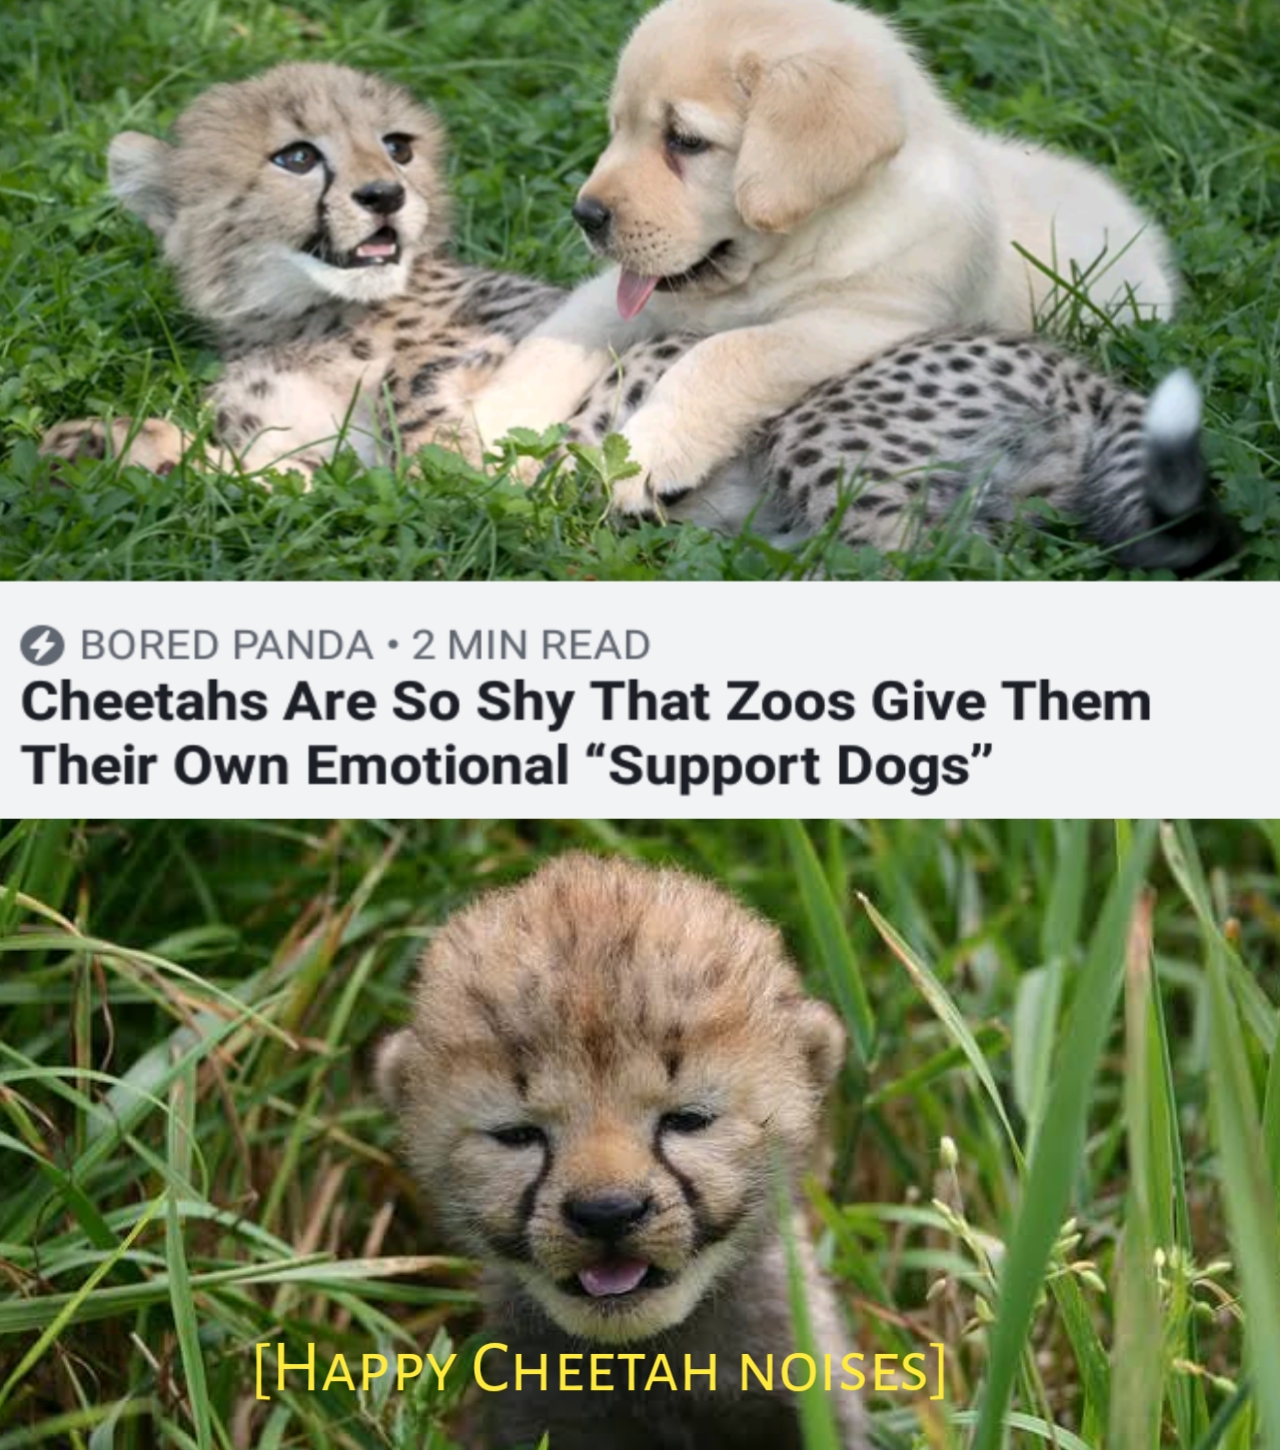 BORED PANDA • 2 MIN READ
Cheetahs Are So Shy That Zoos Give Them
Their Own Emotional “Support Dogs”
[HAPPY CHEETAH NOISES]